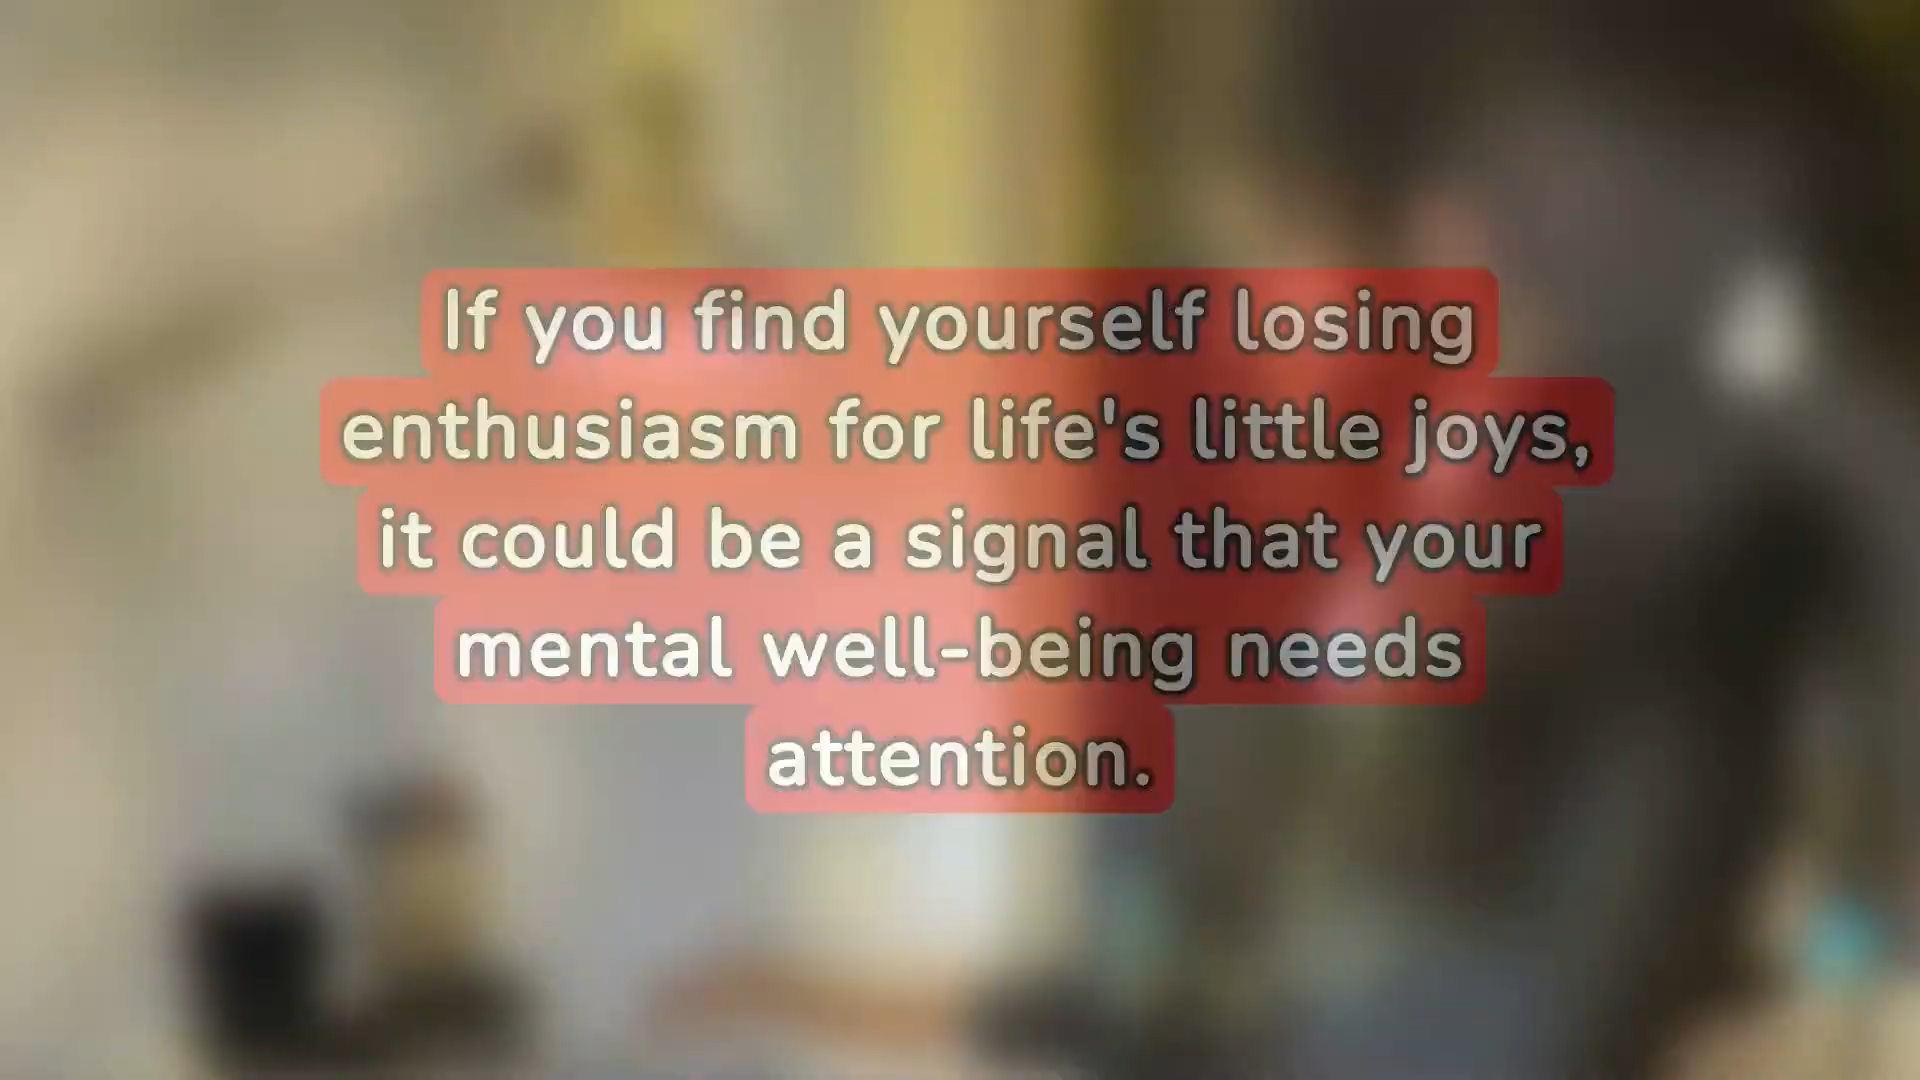 If you find yourself losing
enthusiasm for life's little joys,
it could be a signal that your
mental well-being needs
attention.